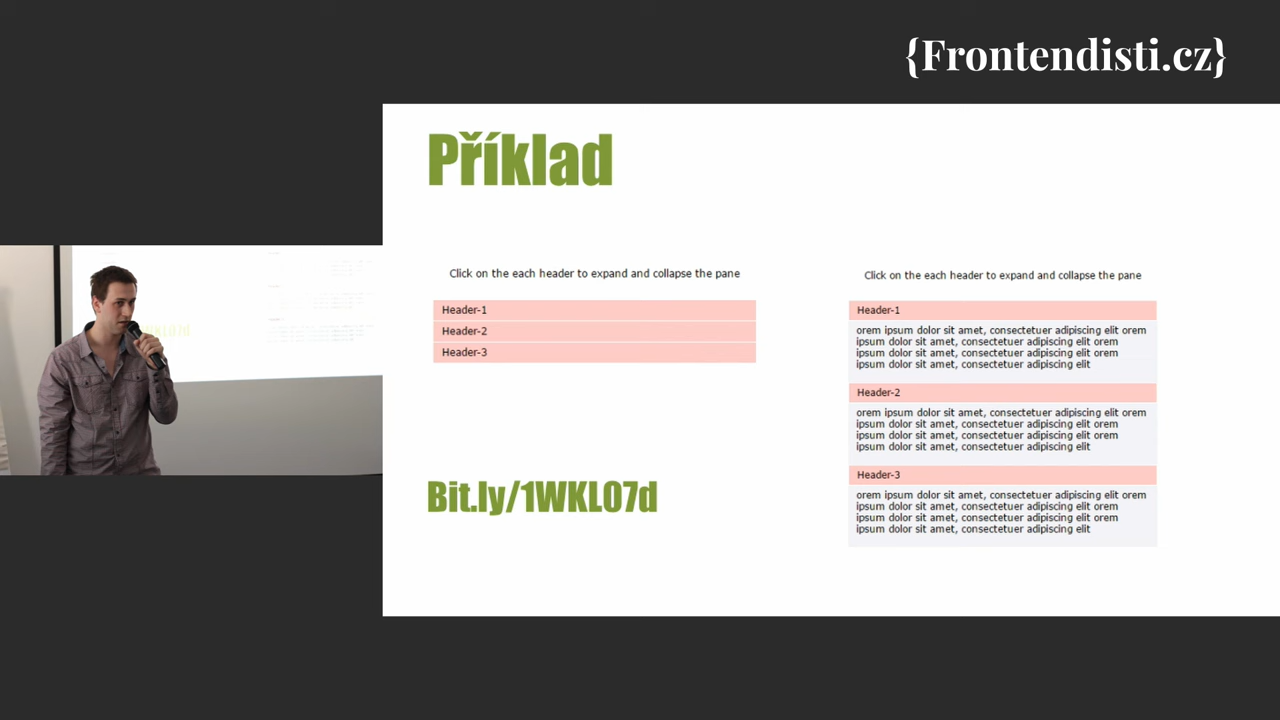 {Frontendisti.cz}
Příklad
Click on the each header to expand and collapse the pane
Header-1
Header-2
Header-3
Bit.ly/1WKLO7d
Click on the each header to expand and collapse the pane
Header-1
orem ipsum dolor sit amet, consectetuer adipiscing elit orem
ipsum dolor sit amet, consectetuer adipiscing elit orem
ipsum dolor sit amet, consectetuer adipiscing elit orem
ipsum dolor sit amet, consectetuer adipiscing elit
Header-2
orem ipsum dolor sit amet, consectetuer adipiscing elit orem
ipsum dolor sit amet, consectetuer adipiscing elit orem
ipsum dolor sit amet, consectetuer adipiscing elit orem
ipsum dolor sit amet, consectetuer adipiscing elit
Header-3
orem ipsum dolor sit amet, consectetuer adipiscing elit orem
ipsum dolor sit amet, consectetuer adipiscing elit orem
ipsum dolor sit amet, consectetuer adipiscing elit orem
ipsum dolor sit amet, consectetuer adipiscing elit